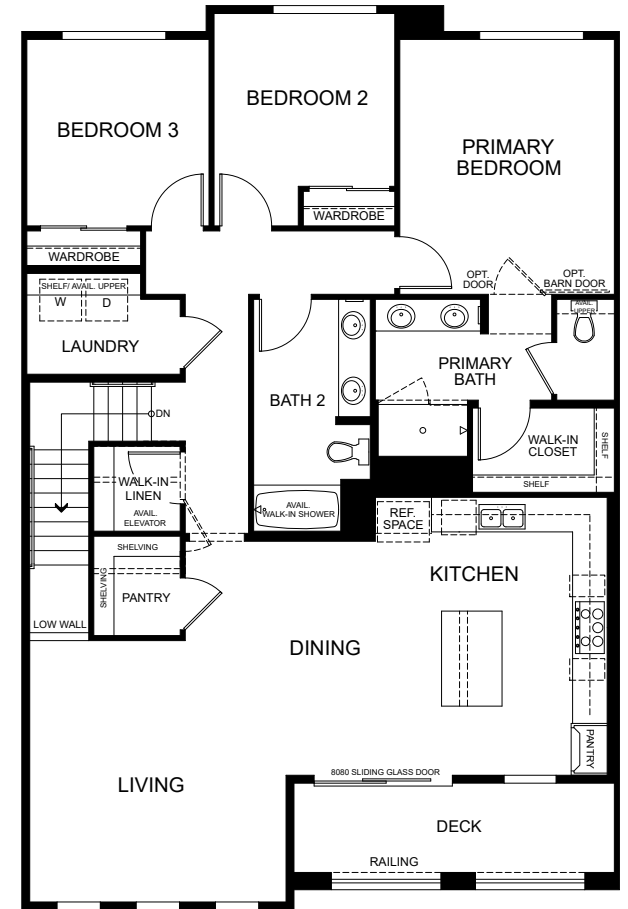 BEDROOM 3
BEDROOM 2
PRIMARY
BEDROOM
WARDROBE
WARDROBE
OPT.
DOOR
OPT.
BARN DOOR
SHELF/ AVAIL. UPPER
W
D
LAUNDRY
AVAIL.
UPPER
PRIMARY
BATH
BATH 2
DN
WALK-IN
CLOSET
SHELF
SHELF
WALK-IN
LINEN
AVAIL.
ELEVATOR
AVAIL.
WALK-IN SHOWER
REF.
SPACE
SHELVING
SHELVING
PANTRY
KITCHEN
LOW WALL
DINING
PANTRY
LIVING
8080 SLIDING GLASS DOOR
DECK
RAILING